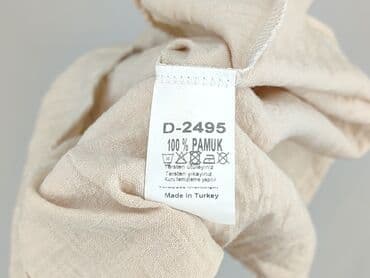 D-2495
100 % PAMUK
Tersten ütüleyiniz
Tersten yıkayınız
Kuru temizleme yapılır
Made in Turkey